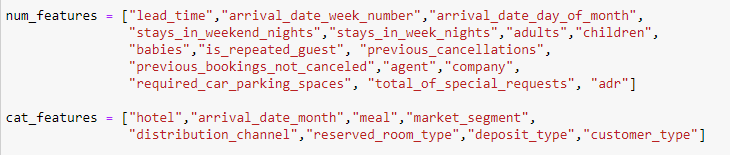 num_features = ["lead_time","arrival_date_week_number","arrival_date_day_of_month",
"stays_in_weekend_nights","stays_in_week_nights","adults","children",
"babies","is_repeated_guest", "previous_cancellations",
"previous_bookings_not_canceled","agent","company",
"required_car_parking_spaces", "total_of_special_requests", "adr"]
cat_features = ["hotel","arrival_date_month","meal","market_segment",
"distribution_channel","reserved_room_type","deposit_type","customer_type"]